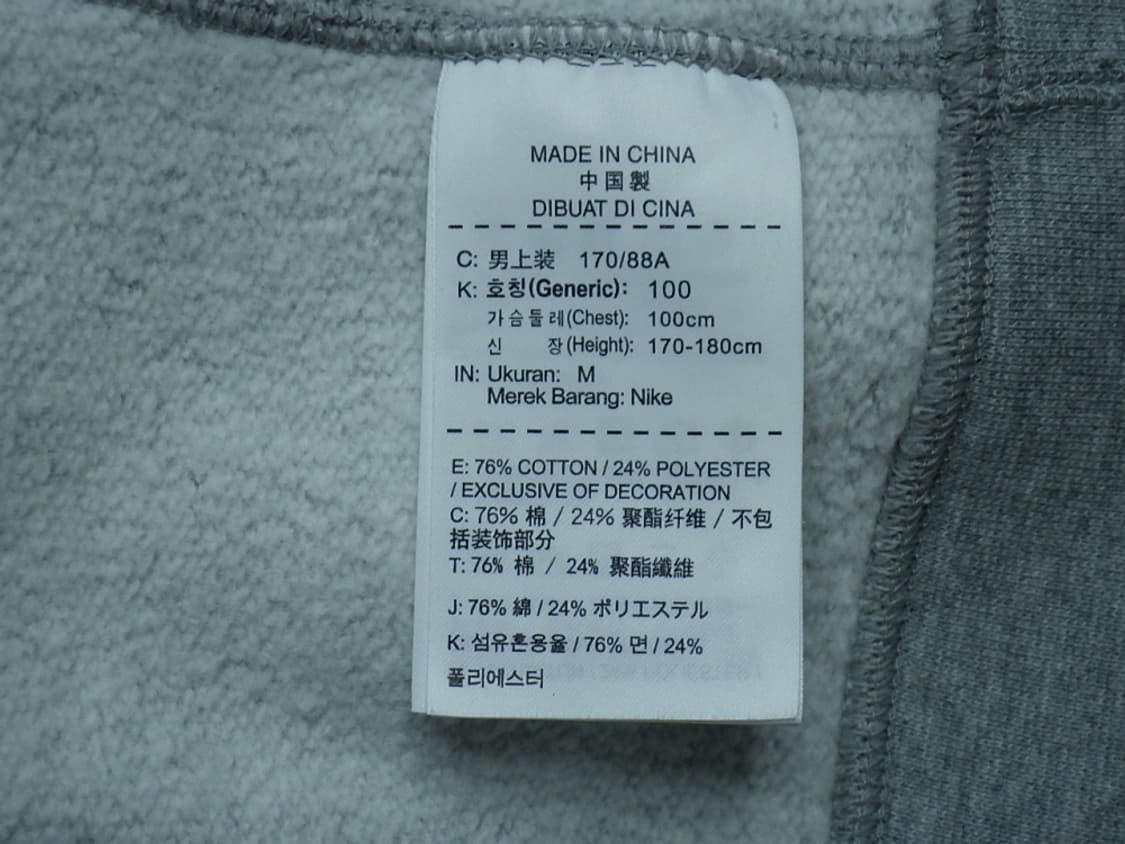 MADE IN CHINA
中国製
DIBUAT DI CINA
C: 男上装 170/88A
K: 호칭(Generic): 100
가슴둘레(Chest): 100cm
신 장(Height): 170-180cm
IN: Ukuran: M
Merek Barang: Nike
E: 76% COTTON / 24% POLYESTER
/ EXCLUSIVE OF DECORATION
C: 76% 棉 / 24% 聚酯纤维 / 不包
括装饰部分
T: 76% 棉 / 24% 聚酯纖維
J: 76% 綿 / 24% ポリエステル
K: 섬유혼용율 / 76% 면 / 24%
폴리에스터